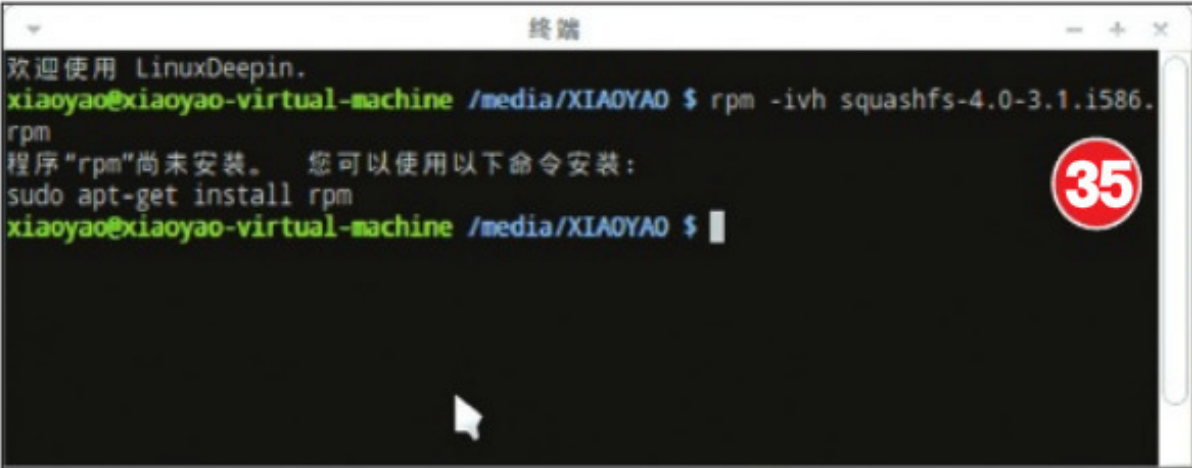 终端
欢迎使用 LinuxDeepin.
xiaoyao@xiaoyao-virtual-machine /media/XIAOYAO $ rpm -ivh squashfs-4.0-3.1.i586.
rpm
程序“rpm”尚未安装。 您可以使用以下命令安装:
35
sudo apt-get install rpm
xiaoyao@xiaoyao-virtual-machine /media/XIAOYAO $